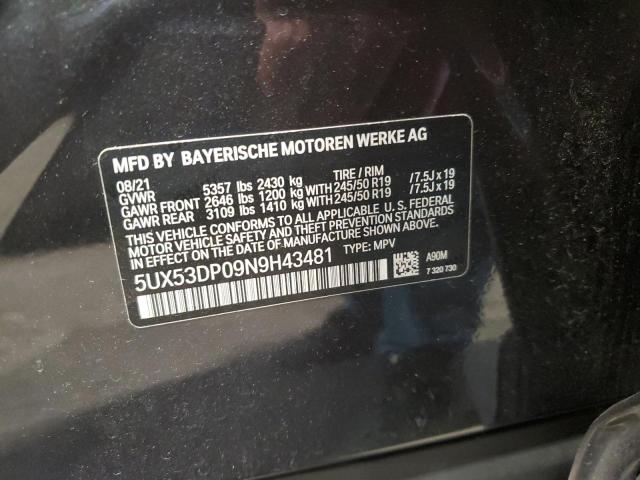 MFD BY BAYERISCHE MOTOREN WERKE AG
08/21 TIRE / RIM
GVWR 5357 lbs 2430 kg
GAWR FRONT 2646 lbs 1200 kg WITH 245/50 R19 /7.5J x 19
GAWR REAR 3109 lbs 1410 kg WITH 245/50 R19 /7.5J x 19
THIS VEHICLE CONFORMS TO ALL APPLICABLE U. S. FEDERAL
MOTOR VEHICLE SAFETY AND THEFT PREVENTION STANDARDS
IN EFFECT ON THE DATE OF MANUFACTURE SHOWN ABOVE.
5UX53DP09N9H43481 TYPE: MPV
A90M
7 320 730